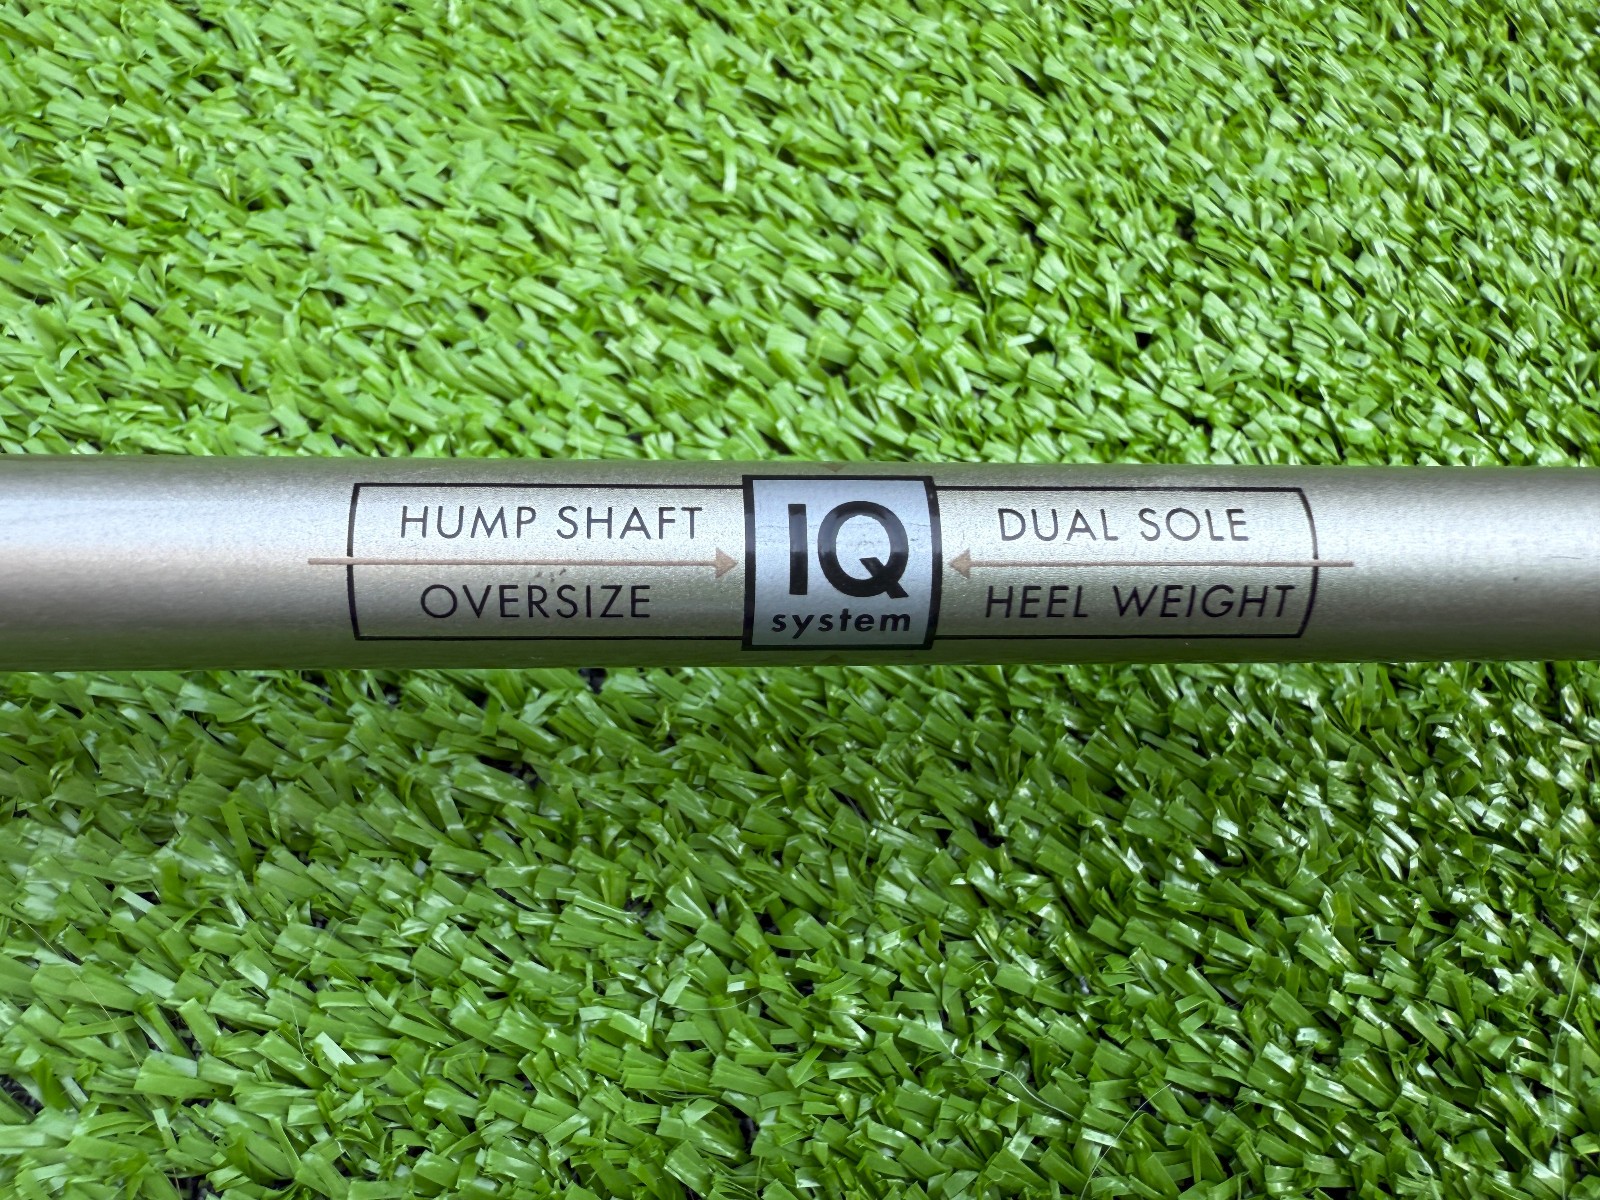 HUMP SHAFT
OVERSIZE
IQ
system
DUAL SOLE
HEEL WEIGHT